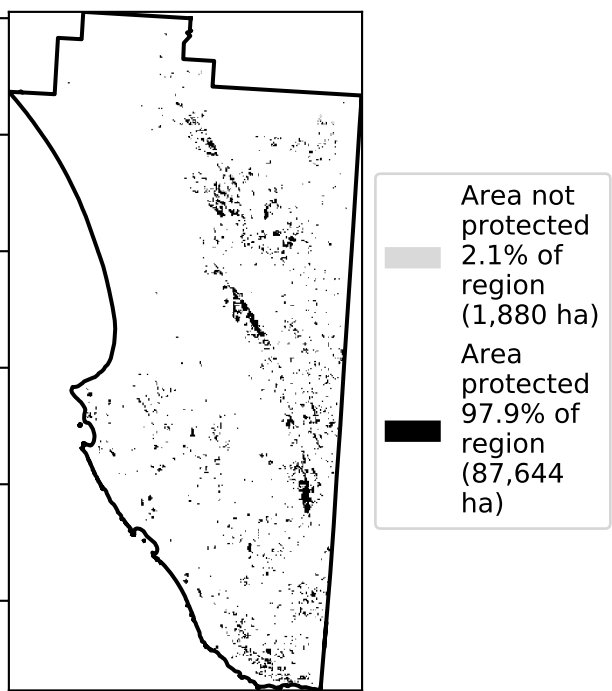 Area not
protected
2.1% of
region
(1,880 ha)
Area
protected
97.9% of
region
(87,644
ha)